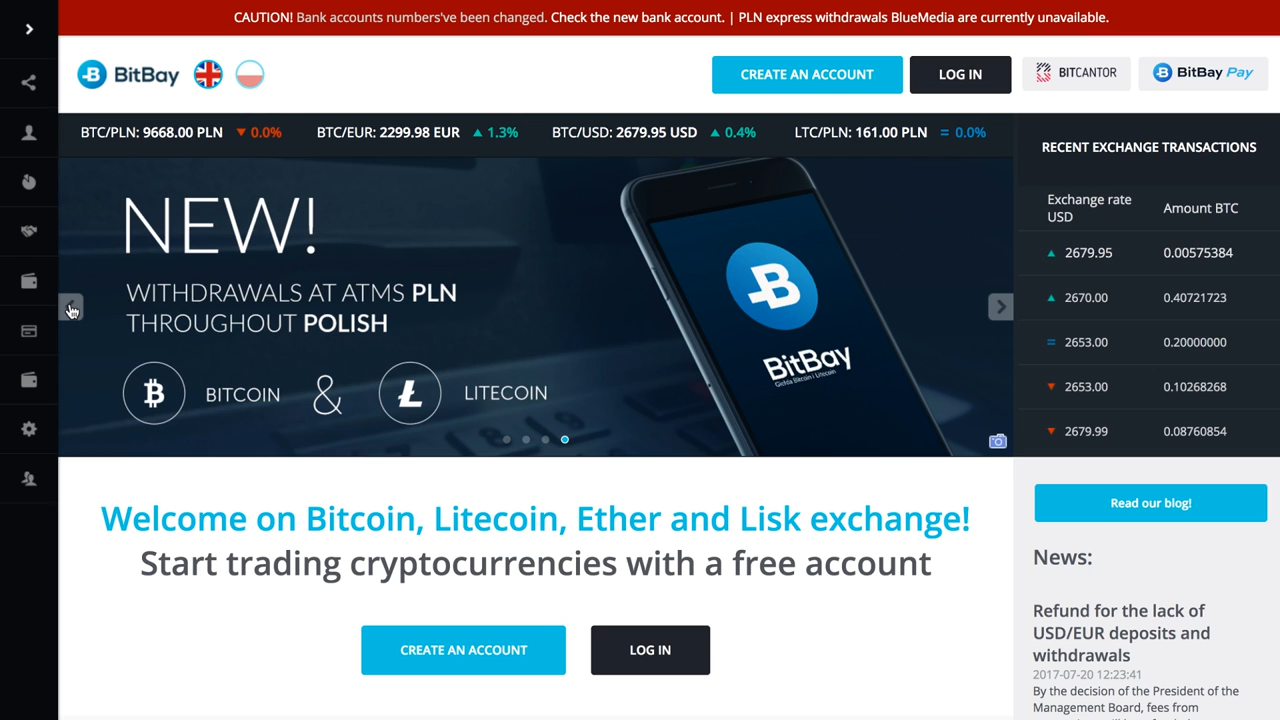 CAUTION! Bank accounts numbers've been changed. Check the new bank account. | PLN express withdrawals BlueMedia are currently unavailable.
BitBay
CREATE AN ACCOUNT
LOG IN
BITCANTOR
BitBay Pay
BTC/PLN: 9668.00 PLN ▼ 0.0%
BTC/EUR: 2299.98 EUR ▲ 1.3%
BTC/USD: 2679.95 USD ▲ 0.4%
LTC/PLN: 161.00 PLN = 0.0%
NEW!
WITHDRAWALS AT ATMS PLN
THROUGHOUT POLISH
BITCOIN & LITECOIN
BitBay
Giełda Bitcoin i Litecoin
RECENT EXCHANGE TRANSACTIONS
Exchange rate
USD
Amount BTC
▲ 2679.95 0.00575384
▲ 2670.00 0.40721723
= 2653.00 0.20000000
▼ 2653.00 0.10268268
▼ 2679.99 0.08760854
Welcome on Bitcoin, Litecoin, Ether and Lisk exchange!
Start trading cryptocurrencies with a free account
CREATE AN ACCOUNT
LOG IN
Read our blog!
News:
Refund for the lack of
USD/EUR deposits and
withdrawals
2017-07-20 12:23:41
By the decision of the President of the
Management Board, fees from